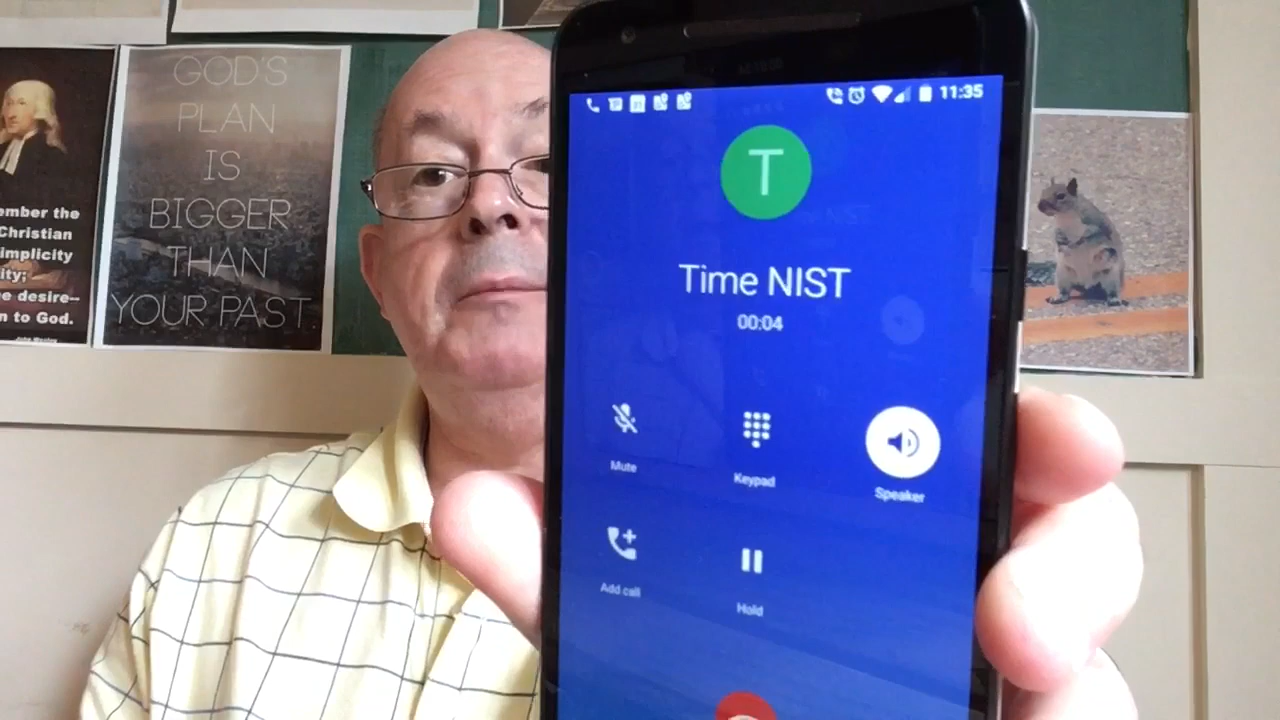 ember the
Christian
implicity
ity;
e desire--
n to God.
GOD'S
PLAN
IS
BIGGER
THAN
YOUR PAST
11:35
T
Time NIST
00:04
Mute
Keypad
Speaker
Add call
Hold